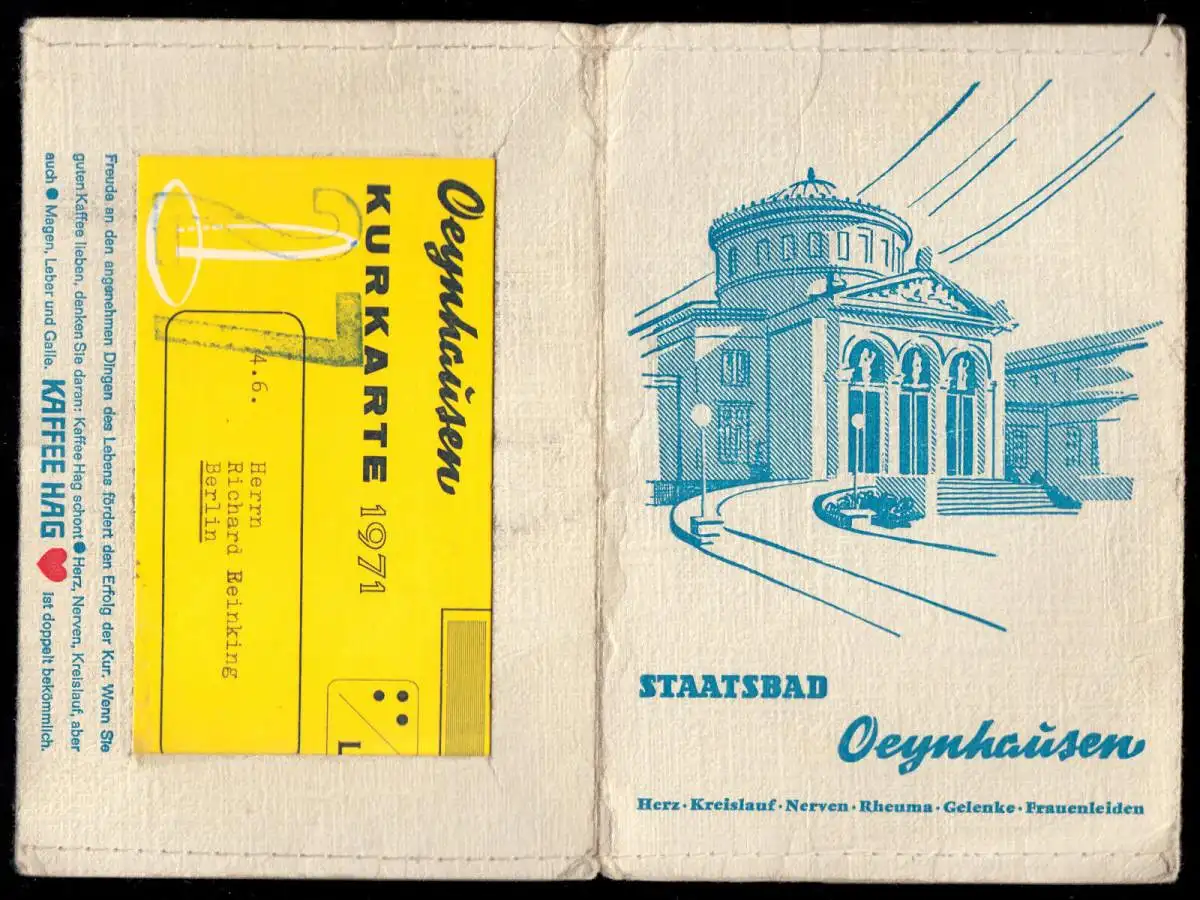 Oeynhausen
KURKARTE 1971
4.6.
Herrn
Richard Reinking
Berlin
L
Freude an den angenehmen Dingen des Lebens fördert den Erfolg der Kur. Wenn Sie
guten Kaffee lieben, denken Sie daran: Kaffee Hag schont ● Herz, Nerven, Kreislauf, aber
auch ● Magen, Leber und Galle. KAFFEE HAG ist doppelt bekömmlich.
STAATSBAD
Oeynhausen
Herz · Kreislauf · Nerven · Rheuma · Gelenke · Frauenleiden